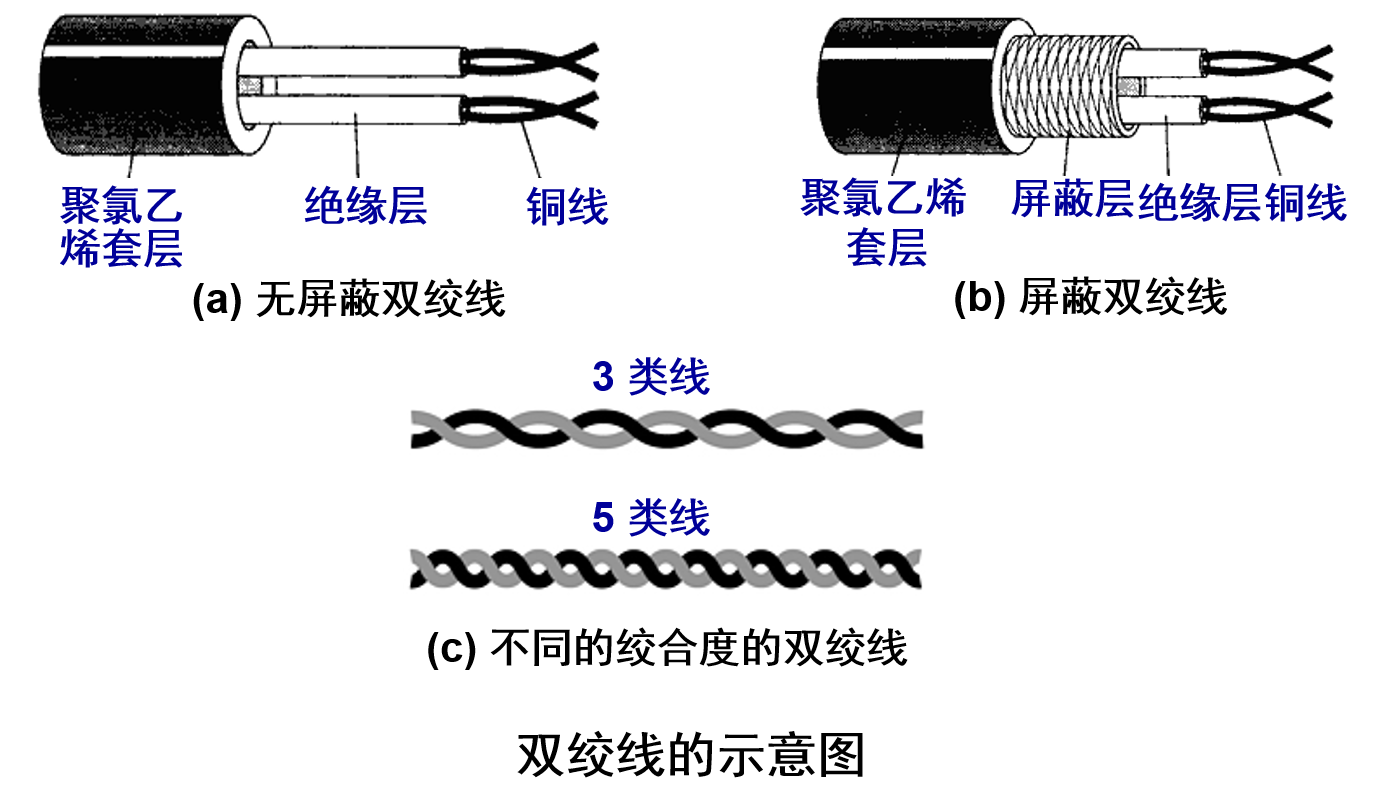 聚氯乙
烯套层
绝缘层
铜线
(a) 无屏蔽双绞线
聚氯乙烯
套层
屏蔽层
绝缘层
铜线
(b) 屏蔽双绞线
3 类线
5 类线
(c) 不同的绞合度的双绞线
双绞线的示意图